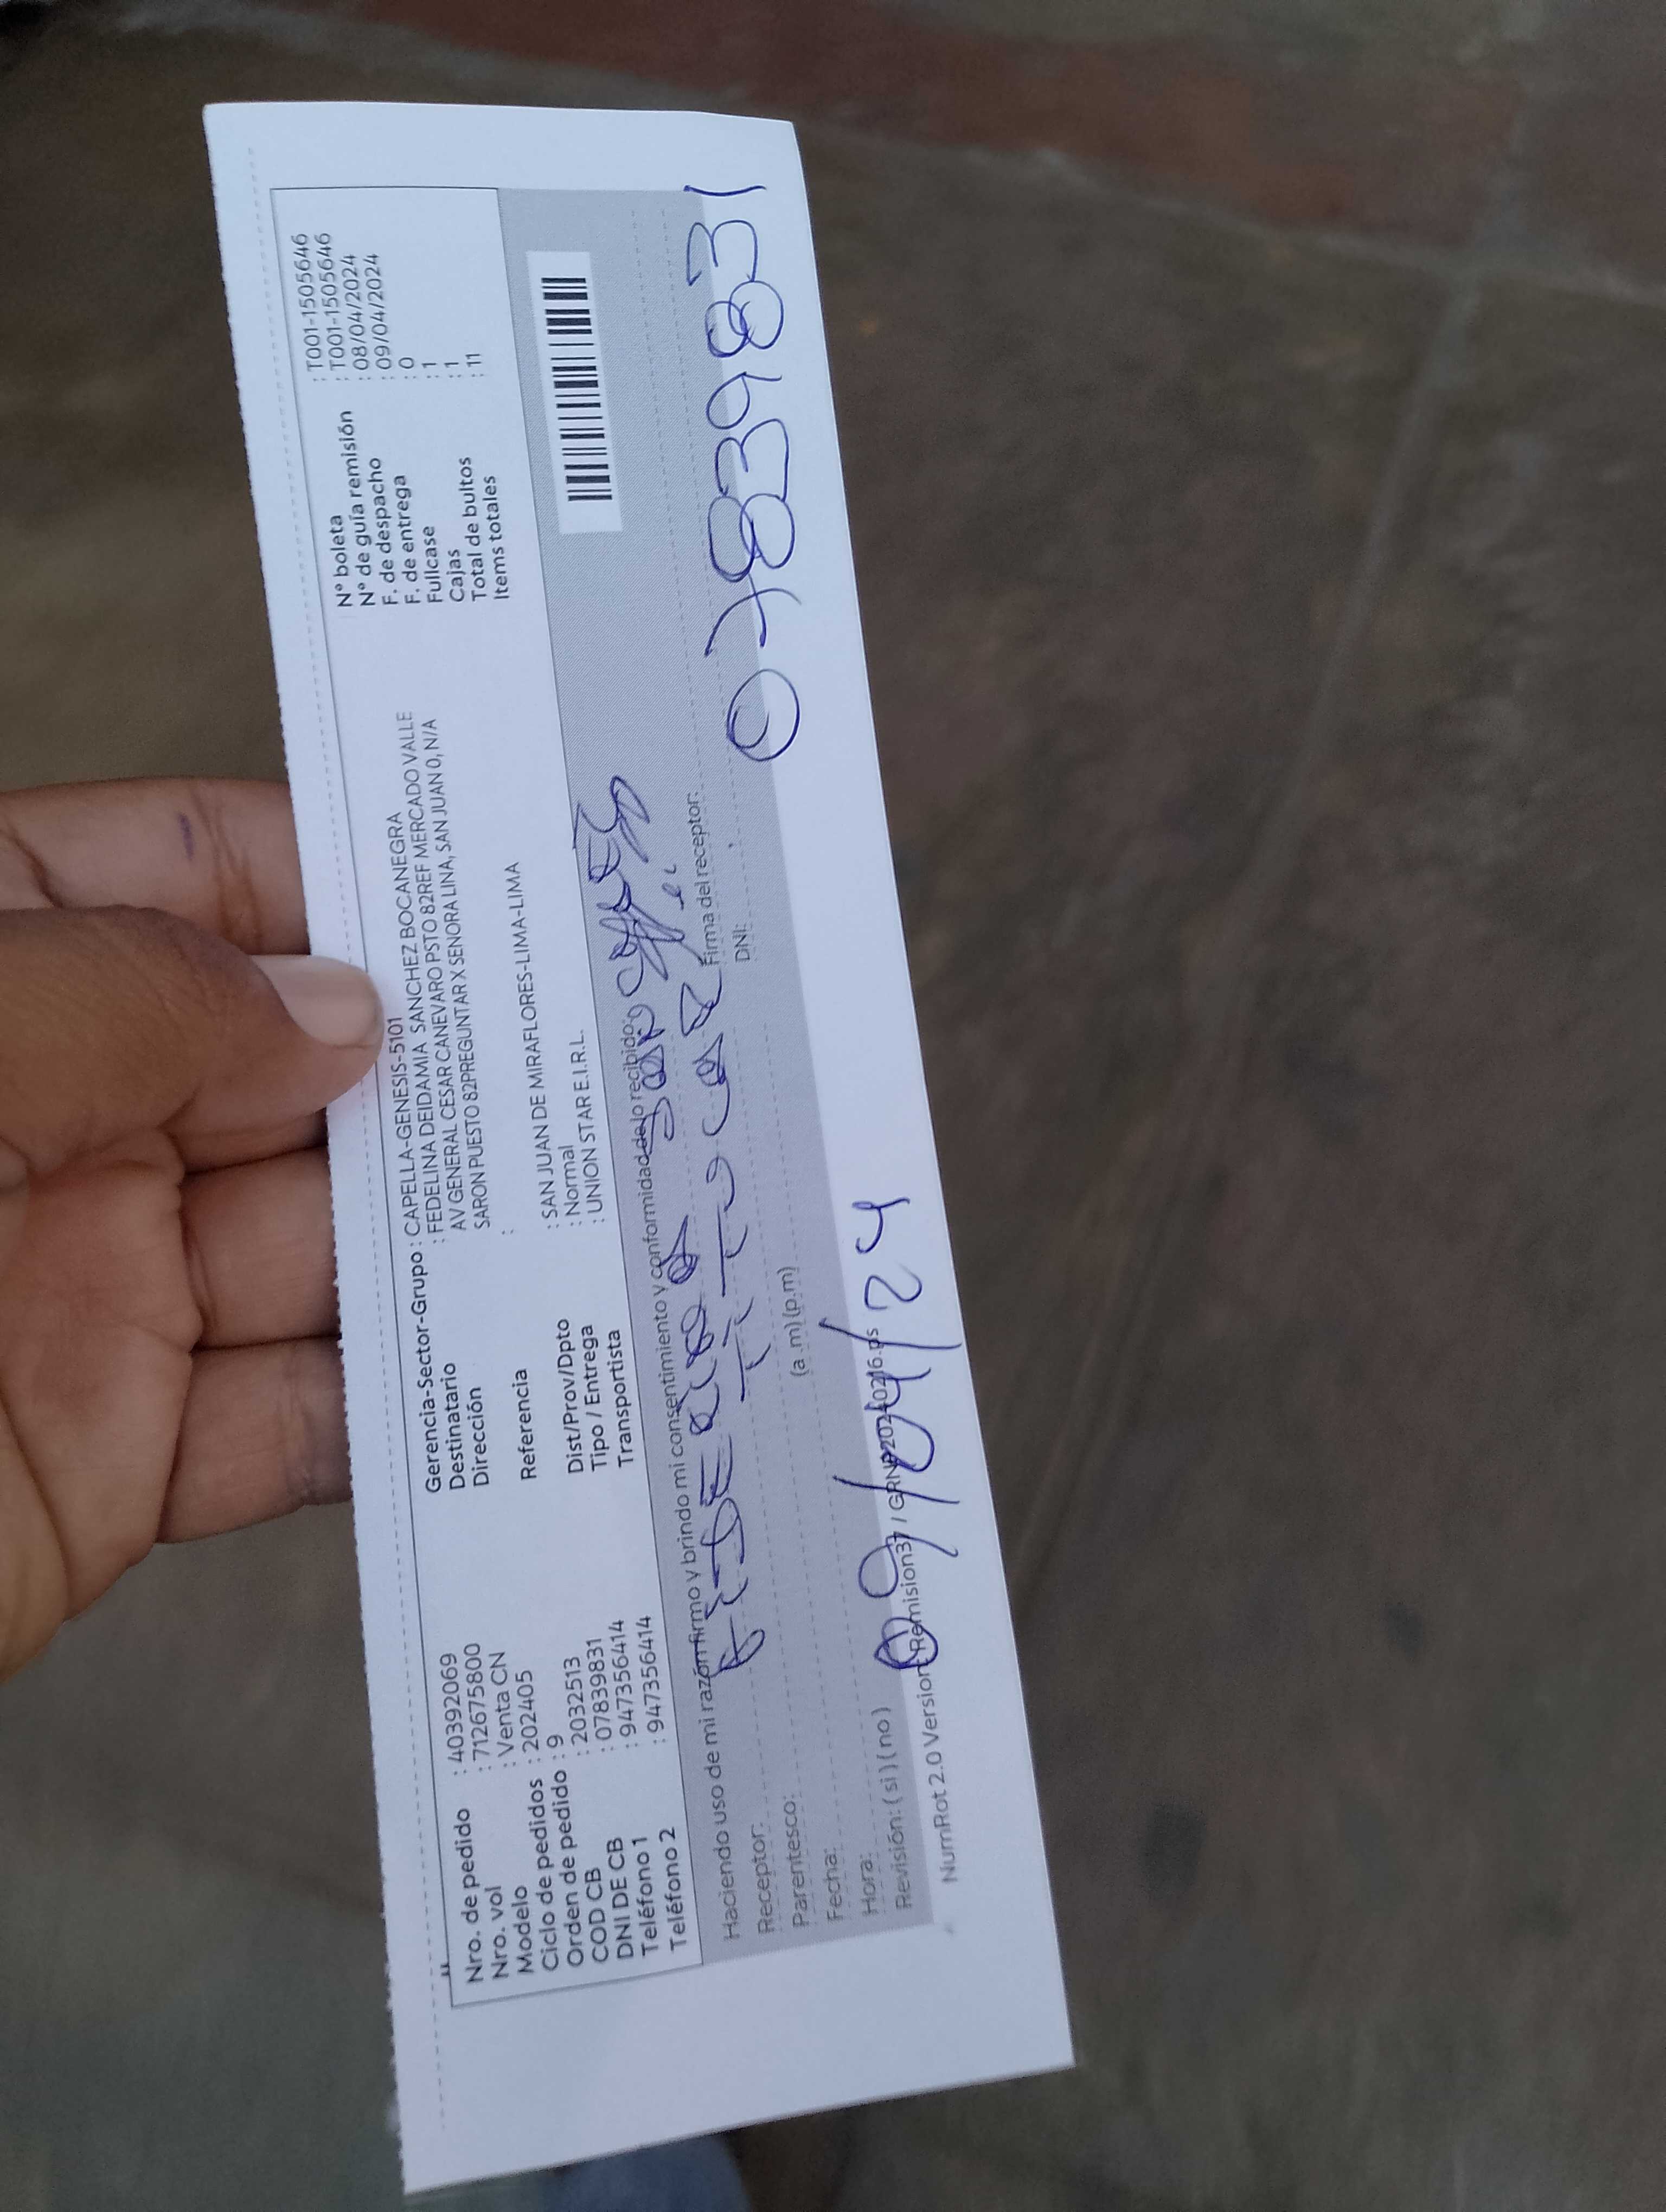 Nro. de pedido : 40392069
Nro. vol : 712675800
Modelo : Venta CN
Ciclo de pedidos : 202405
Orden de pedido : 9
COD CB : 2032513
DNI DE CB : 07839831
Teléfono 1 : 947356414
Teléfono 2 : 947356414
Gerencia-Sector-Grupo : CAPELLA-GENESIS-5101
Destinatario : FEDELINA DEIDAMIA SANCHEZ BOCANEGRA
Dirección : AV GENERAL CESAR CANEVARO PSTO 82REF MERCADO VALLE
SARON PUESTO 82PREGUNTAR X SENORA LINA, SAN JUAN 0, N/A
Referencia :
Dist/Prov/Dpto : SAN JUAN DE MIRAFLORES-LIMA-LIMA
Tipo / Entrega : Normal
Transportista : UNION STAR E.I.R.L.
N° boleta : T001-1505646
N° de guía remisión : T001-1505646
F. de despacho : 08/04/2024
F. de entrega : 09/04/2024
Fullcase : 0
Cajas : 1
Total de bultos : 1
Items totales : 11
Haciendo uso de mi razón firmo y brindo mi consentimiento y conformidad de lo recibido:
Receptor:
Parentesco:
Fecha:
Hora: (a.m) (p.m)
Revisión: ( si ) ( no )
09/04/24
Firma del receptor:
DNI:
07839831
NumRot 2.0 Version Remision37 / GRN